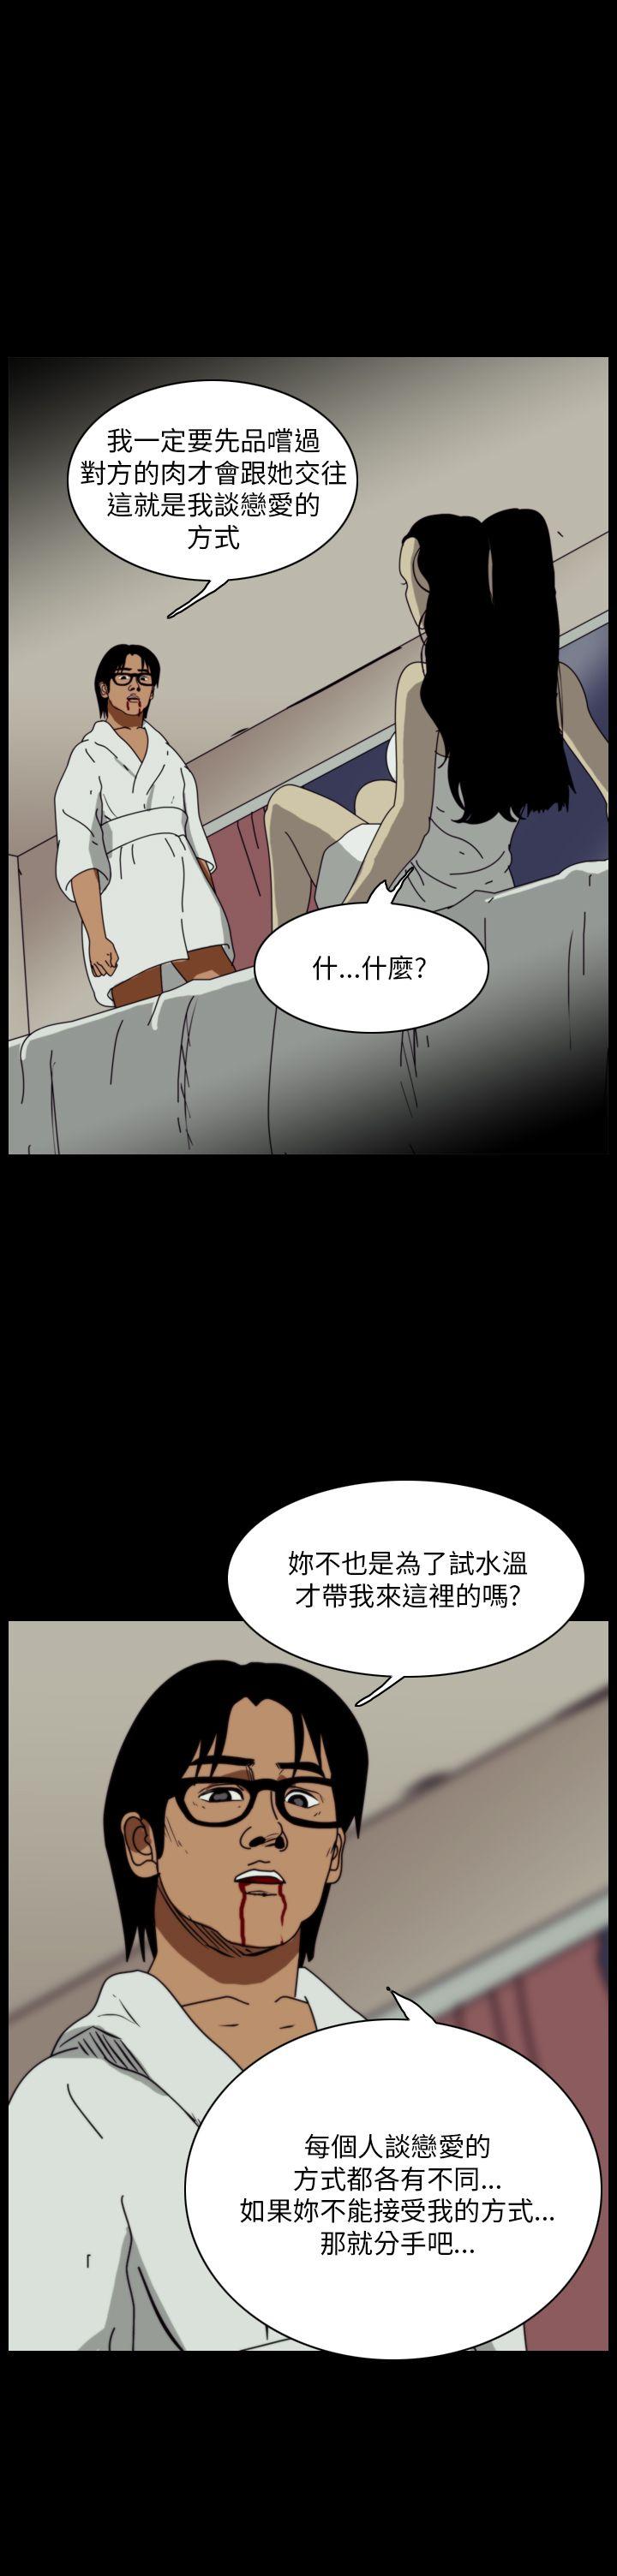 我一定要先品嚐過
對方的肉才會跟她交往
這就是我談戀愛的
方式
什...什麼?
妳不也是為了試水溫
才帶我來這裡的嗎?
每個人談戀愛的
方式都各有不同...
如果妳不能接受我的方式...
那就分手吧...